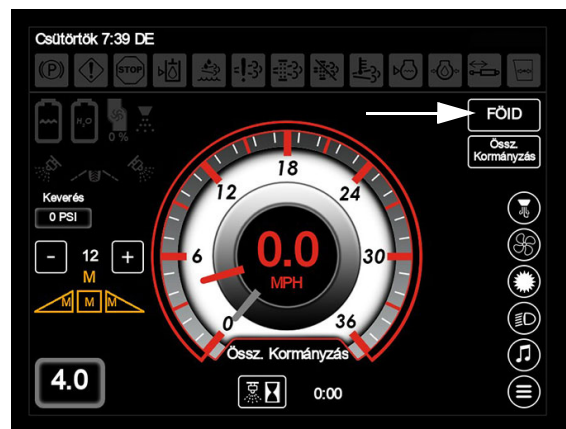 Csütörtök 7:39 DE
(P) STOP
H₂O
0 %
FÖID
Össz.
Kormányzás
Keverés
0 PSI
- 12 +
M
M M M
0 6 12 18 24 30 36
0.0
MPH
Össz. Kormányzás
4.0
0:00